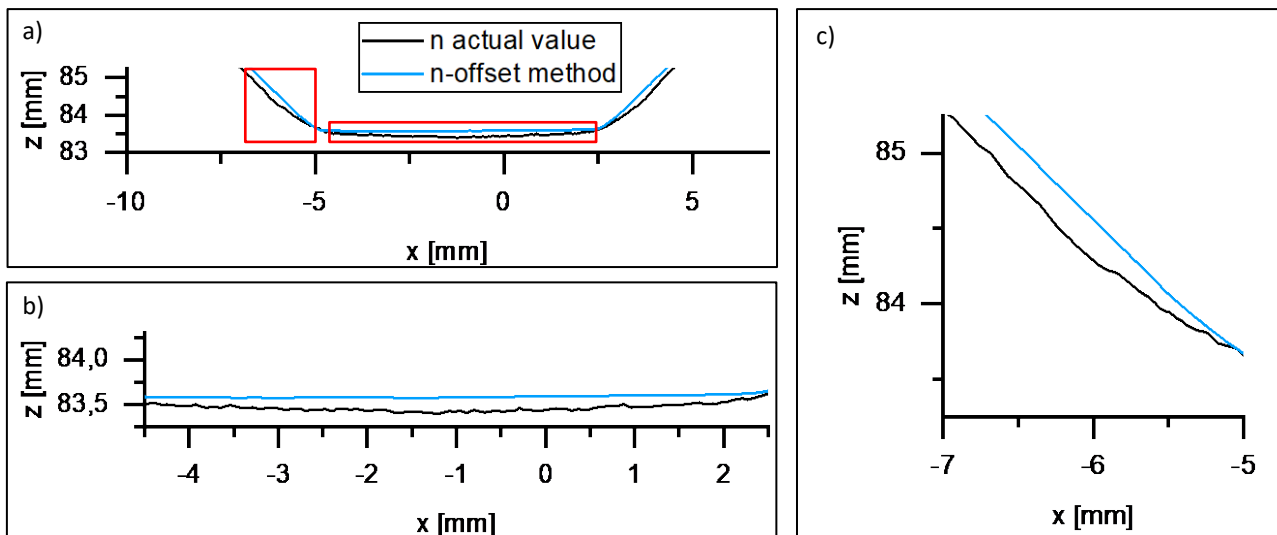 a)
n actual value
n-offset method
85
84
83
z [mm]
-10 -5 0 5
x [mm]
b)
84,0
83,5
z [mm]
-4 -3 -2 -1 0 1 2
x [mm]
c)
85
84
z [mm]
-7 -6 -5
x [mm]